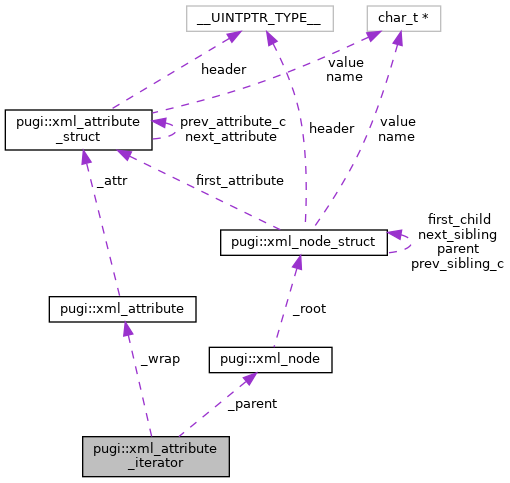 __UINTPTR_TYPE__
char_t *
header
value
name
pugi::xml_attribute
_struct
prev_attribute_c
next_attribute
header
value
name
_attr
first_attribute
first_child
next_sibling
parent
prev_sibling_c
pugi::xml_node_struct
pugi::xml_attribute
_root
_wrap
pugi::xml_node
_parent
pugi::xml_attribute
_iterator